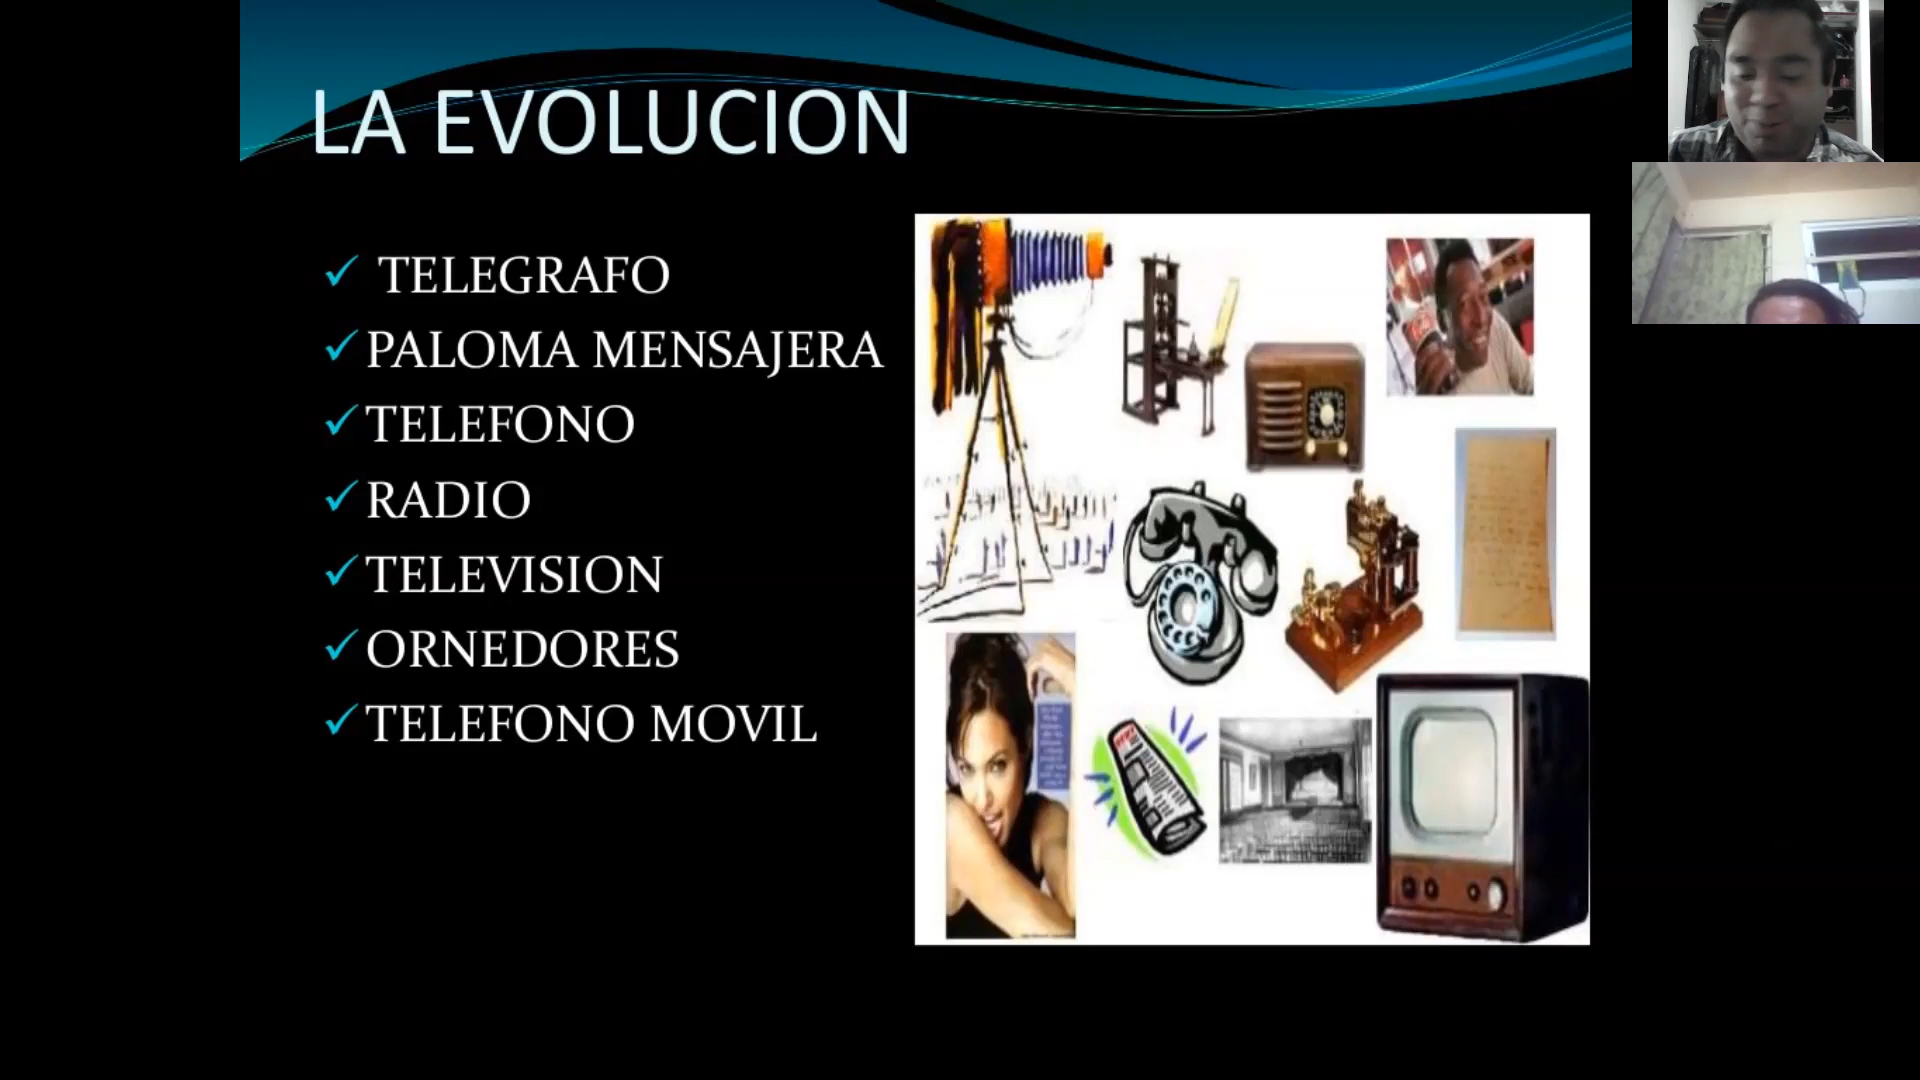 LA EVOLUCION
TELEGRAFO
PALOMA MENSAJERA
TELEFONO
RADIO
TELEVISION
ORNEDORES
TELEFONO MOVIL